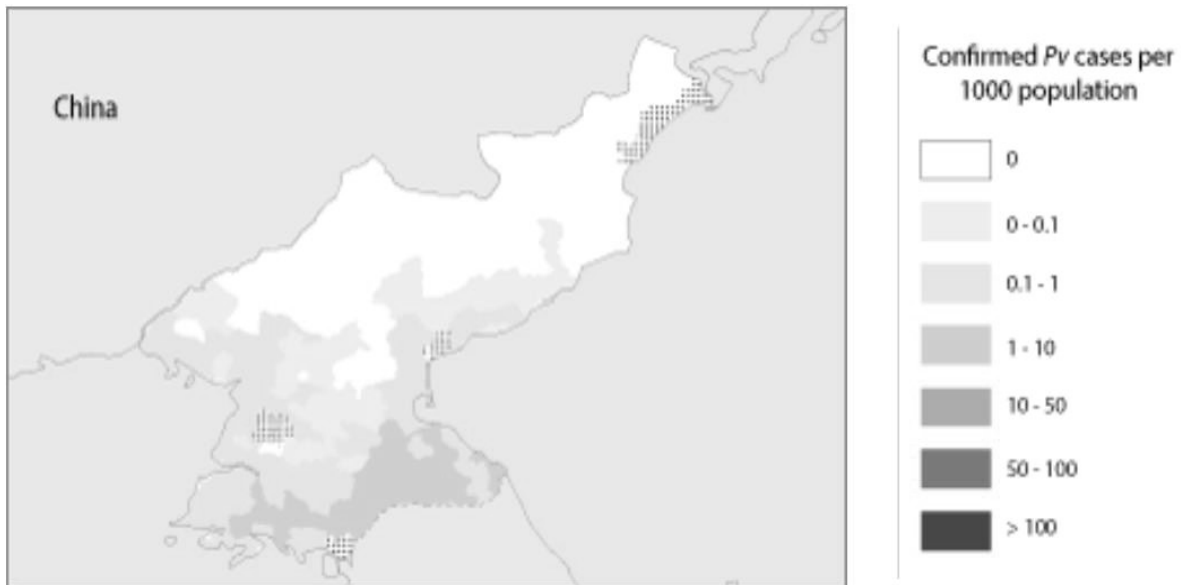 China
Confirmed Pv cases per
1000 population
0
0 - 0.1
0.1 - 1
1 - 10
10 - 50
50 - 100
> 100